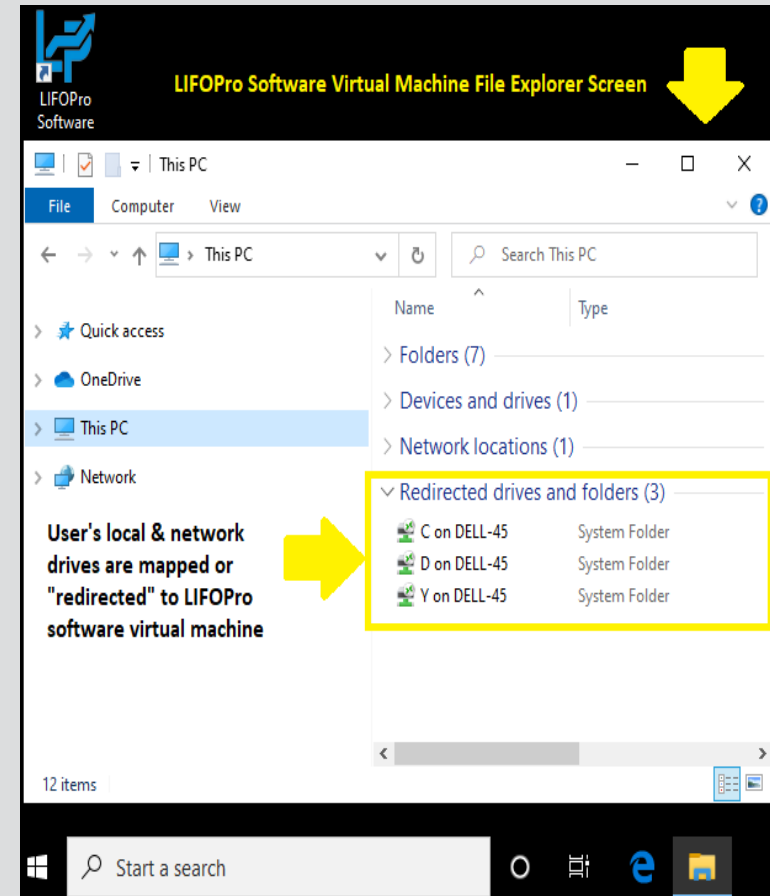 LIFOPro
Software
LIFOPro Software Virtual Machine File Explorer Screen
This PC
File Computer View
This PC
Search This PC
Name Type
Quick access
OneDrive
This PC
Network
Folders (7)
Devices and drives (1)
Network locations (1)
Redirected drives and folders (3)
C on DELL-45 System Folder
D on DELL-45 System Folder
Y on DELL-45 System Folder
User's local & network
drives are mapped or
"redirected" to LIFOPro
software virtual machine
12 items
Start a search